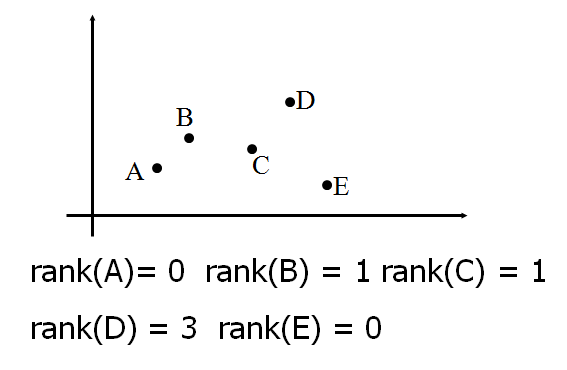 D
B
A
C
E
rank(A)= 0  rank(B) = 1 rank(C) = 1
rank(D) = 3  rank(E) = 0